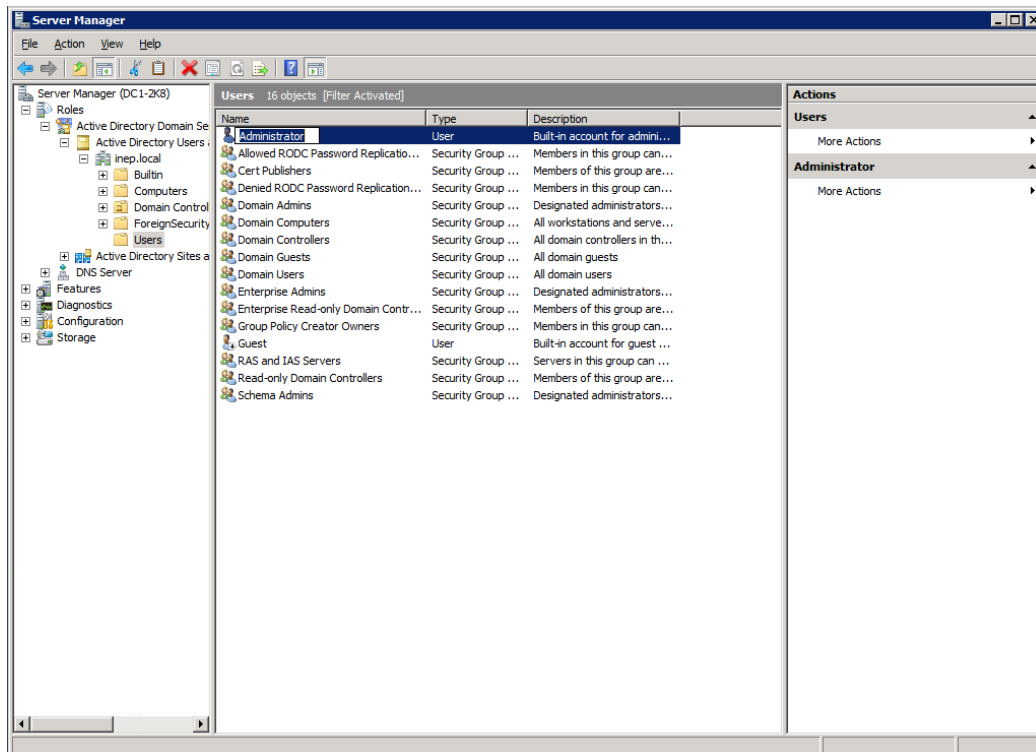 Server Manager
File Action View Help
Server Manager (DC1-2K8)
Roles
Active Directory Domain Se
Active Directory Users a
inep.local
Builtin
Computers
Domain Control
ForeignSecurity
Users
Active Directory Sites a
DNS Server
Features
Diagnostics
Configuration
Storage
Users 16 objects [Filter Activated]
Name Type Description
Administrator User Built-in account for admini...
Allowed RODC Password Replicatio... Security Group ... Members in this group can...
Cert Publishers Security Group ... Members of this group are...
Denied RODC Password Replication... Security Group ... Members in this group can...
Domain Admins Security Group ... Designated administrators...
Domain Computers Security Group ... All workstations and serve...
Domain Controllers Security Group ... All domain controllers in th...
Domain Guests Security Group ... All domain guests
Domain Users Security Group ... All domain users
Enterprise Admins Security Group ... Designated administrators...
Enterprise Read-only Domain Contr... Security Group ... Members of this group are...
Group Policy Creator Owners Security Group ... Members in this group can...
Guest User Built-in account for guest ...
RAS and IAS Servers Security Group ... Servers in this group can ...
Read-only Domain Controllers Security Group ... Members of this group are...
Schema Admins Security Group ... Designated administrators...
Actions
Users
More Actions
Administrator
More Actions